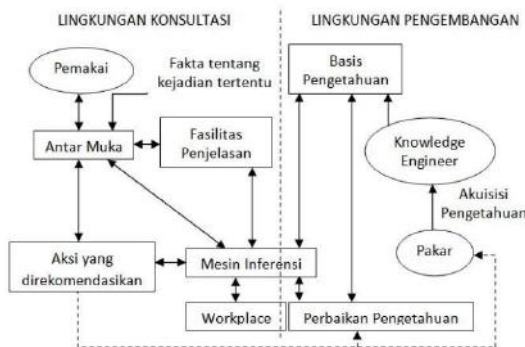 LINGKUNGAN KONSULTASI
LINGKUNGAN PENGEMBANGAN
Pemakai
Fakta tentang
kejadian tertentu
Basis
Pengetahuan
Antar Muka
Fasilitas
Penjelasan
Knowledge
Engineer
Akuisisi
Pengetahuan
Aksi yang
direkomendasikan
Mesin Inferensi
Pakar
Workplace
Perbaikan Pengetahuan